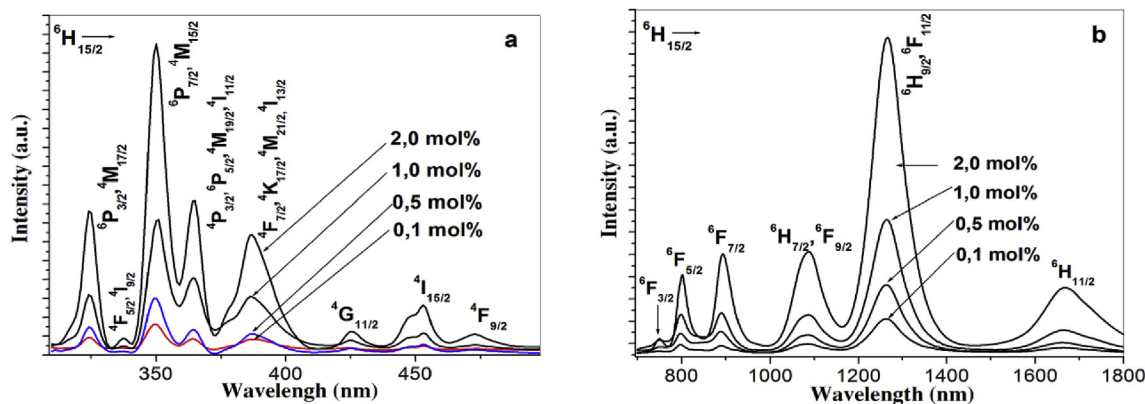 ⁶H₁₅/₂
a
⁶P₃/₂, ⁴M₁₇/₂
⁴F₅/₂, ⁴I₉/₂
⁶P₇/₂, ⁴M₁₅/₂
⁴P₃/₂, ⁶P₅/₂, ⁴M₁₉/₂, ⁴I₁₁/₂
⁴F₇/₂, ⁴K₁₇/₂, ⁴M₂₁/₂, ⁴I₁₃/₂
2,0 mol%
1,0 mol%
0,5 mol%
0,1 mol%
⁴G₁₁/₂
⁴I₁₅/₂
⁴F₉/₂
Intensity (a.u.)
350 400 450
Wavelengh (nm)
⁶H₁₅/₂
b
⁶F₃/₂
⁶F₅/₂
⁶F₇/₂
⁶H₇/₂, ⁶F₉/₂
⁶H₉/₂, ⁶F₁₁/₂
2,0 mol%
1,0 mol%
0,5 mol%
0,1 mol%
⁶H₁₁/₂
Intensity (a.u.)
800 1000 1200 1400 1600 1800
Wavelength (nm)